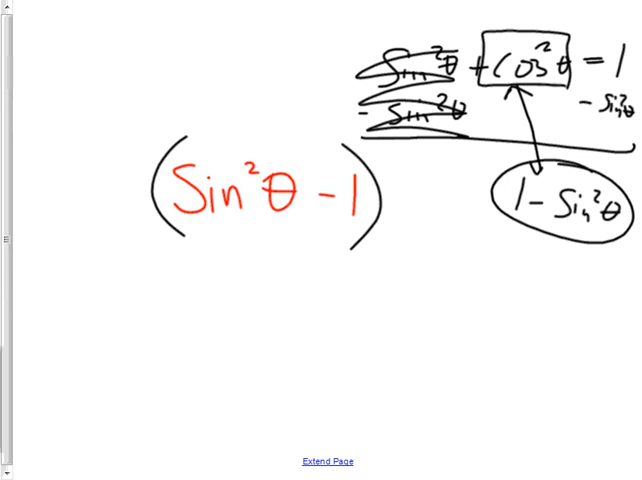 sin²θ + cos²θ = 1
- sin²θ - sin²θ
1 - sin²θ
(sin²θ - 1)
Extend Page